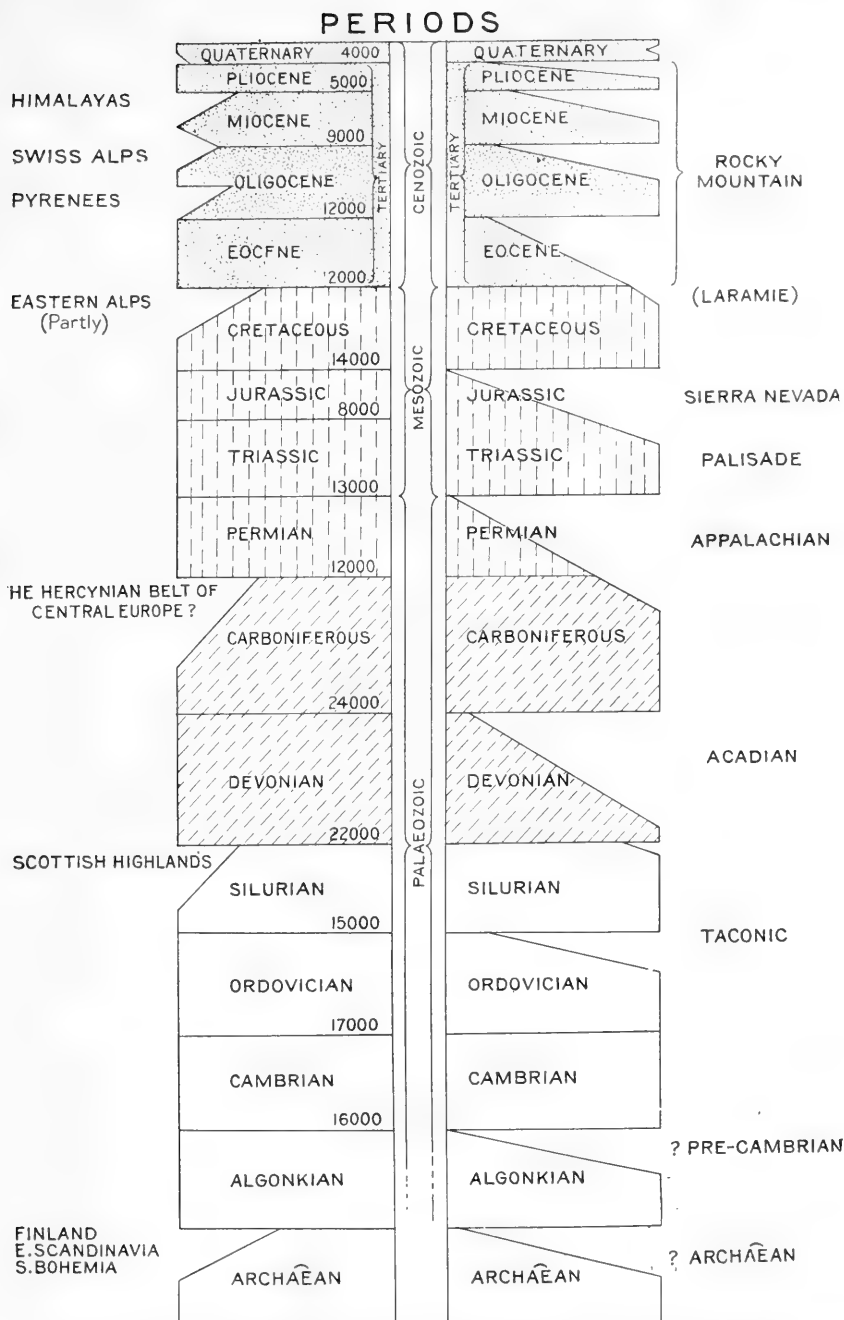 PERIODS
QUATERNARY 4000
PLIOCENE
5000
HIMALAYAS
MIOCENE
9000
SWISS ALPS
OLIGOCENE
PYRENEES
12000
EOCFNE
2000
EASTERN ALPS
(Partly)
CRETACEOUS
14000
JURASSIC
8000
TRIASSIC
13000
PERMIAN
12000
HE HERCYNIAN BELT OF
CENTRAL EUROPE ?
CARBONIFEROUS
24000
DEVONIAN
22000
SCOTTISH HIGHLANDS
SILURIAN
15000
ORDOVICIAN
17000
CAMBRIAN
16000
ALGONKIAN
FINLAND
E.SCANDINAVIA
S.BOHEMIA
ARCHÆAN
TERTIARY
CENOZOIC
MESOZOIC
PALAEOZOIC
TERTIARY
QUATERNARY
PLIOCENE
MIOCENE
OLIGOCENE
ROCKY
MOUNTAIN
EOCENE
(LARAMIE)
CRETACEOUS
JURASSIC
SIERRA NEVADA
TRIASSIC
PALISADE
PERMIAN
APPALACHIAN
CARBONIFEROUS
ACADIAN
DEVONIAN
SILURIAN
TACONIC
ORDOVICIAN
CAMBRIAN
? PRE-CAMBRIAN
ALGONKIAN
? ARCHÆAN
ARCHÆAN